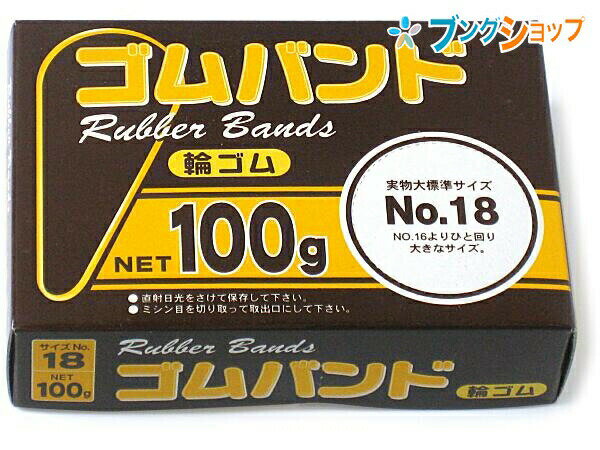 ブングショップ
ゴムバンド
Rubber Bands
輪ゴム
NET 100g
実物大標準サイズ
No.18
NO.16よりひと回り
大きなサイズ。
●直射日光をさけて保存して下さい。
●ミシン目を切り取って取出口にして下さい。
サイズNo.
18
NET
100g
Rubber Bands
ゴムバンド
輪ゴム